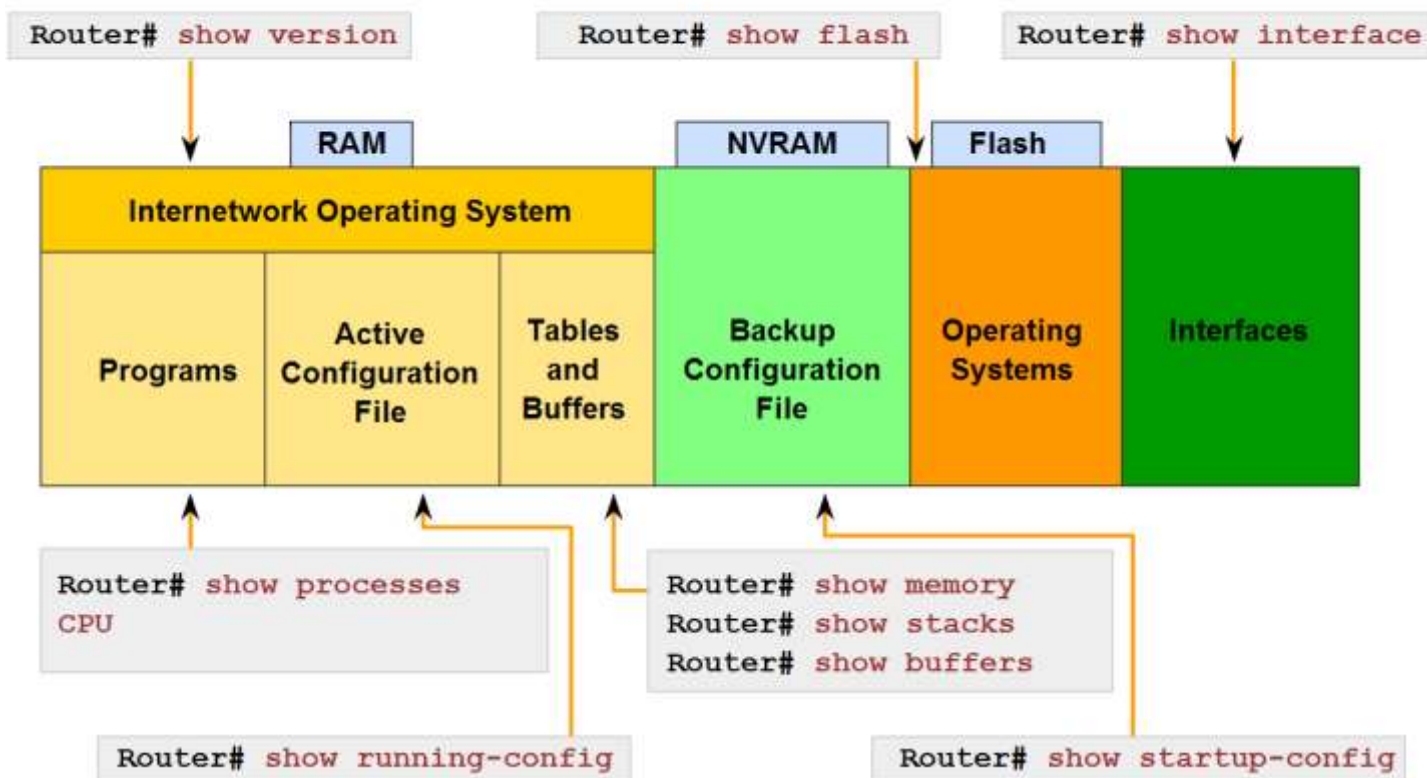 Router# show version
Router# show flash
Router# show interface
RAM
NVRAM
Flash
Internetwork Operating System
Programs
Active
Configuration
File
Tables
and
Buffers
Backup
Configuration
File
Operating
Systems
Interfaces
Router# show processes
CPU
Router# show memory
Router# show stacks
Router# show buffers
Router# show running-config
Router# show startup-config